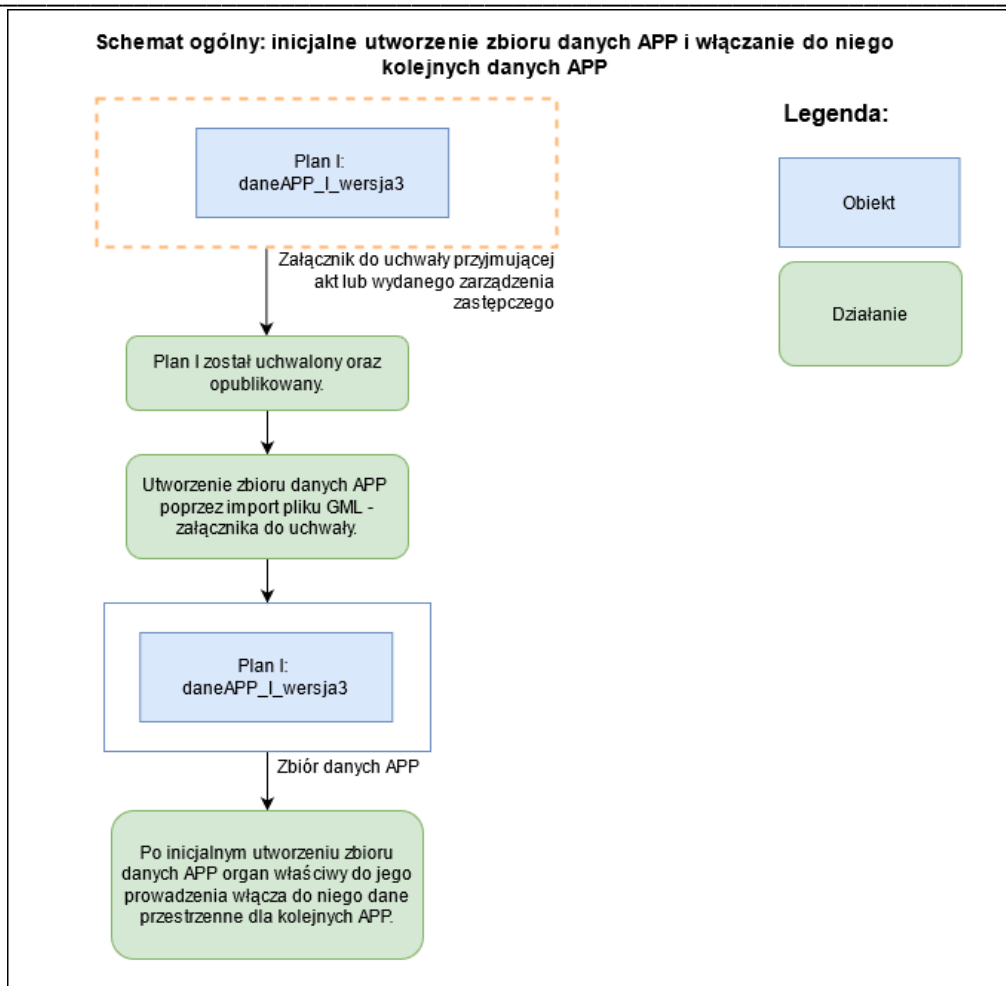 Schemat ogólny: inicjalne utworzenie zbioru danych APP i włączanie do niego
kolejnych danych APP
Legenda:
Plan I:
daneAPP_I_wersja3
Obiekt
Załącznik do uchwały przyjmującej
akt lub wydanego zarządzenia
zastępczego
Działanie
Plan I został uchwalony oraz
opublikowany.
Utworzenie zbioru danych APP
poprzez import pliku GML -
załącznika do uchwały.
Plan I:
daneAPP_I_wersja3
Zbiór danych APP
Po inicjalnym utworzeniu zbioru
danych APP organ właściwy do jego
prowadzenia włącza do niego dane
przestrzenne dla kolejnych APP.